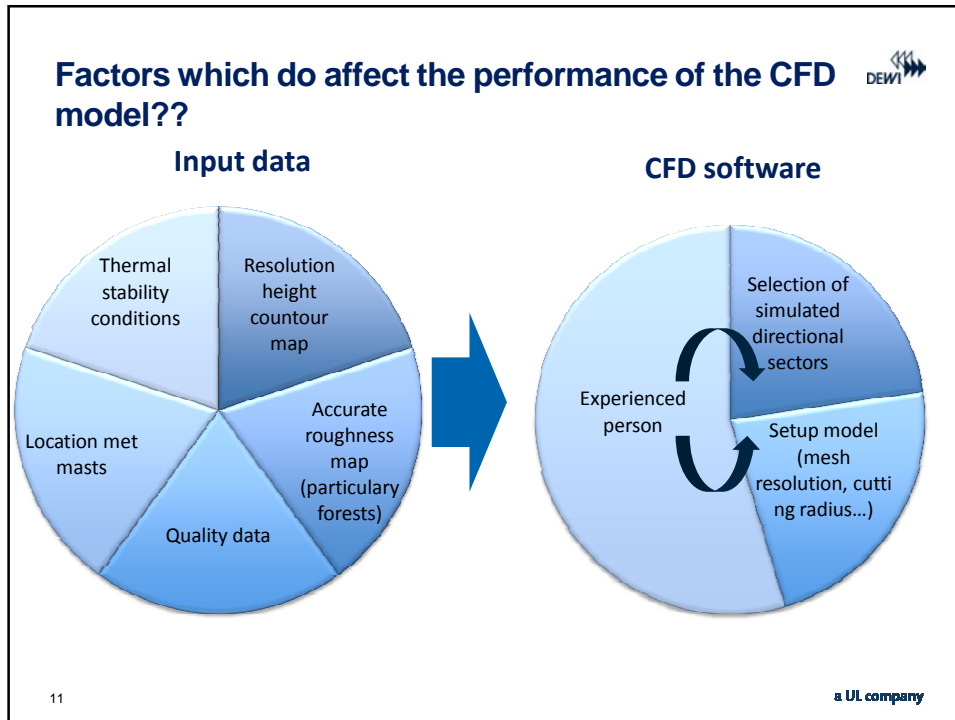 Factors which do affect the performance of the CFD
model??
DEWI
Input data
Thermal
stability
conditions
Resolution
height
countour
map
Location met
masts
Accurate
roughness
map
(particulary
forests)
Quality data
CFD software
Selection of
simulated
directional
sectors
Experienced
person
Setup model
(mesh
resolution, cutti
ng radius...)
11
a UL company